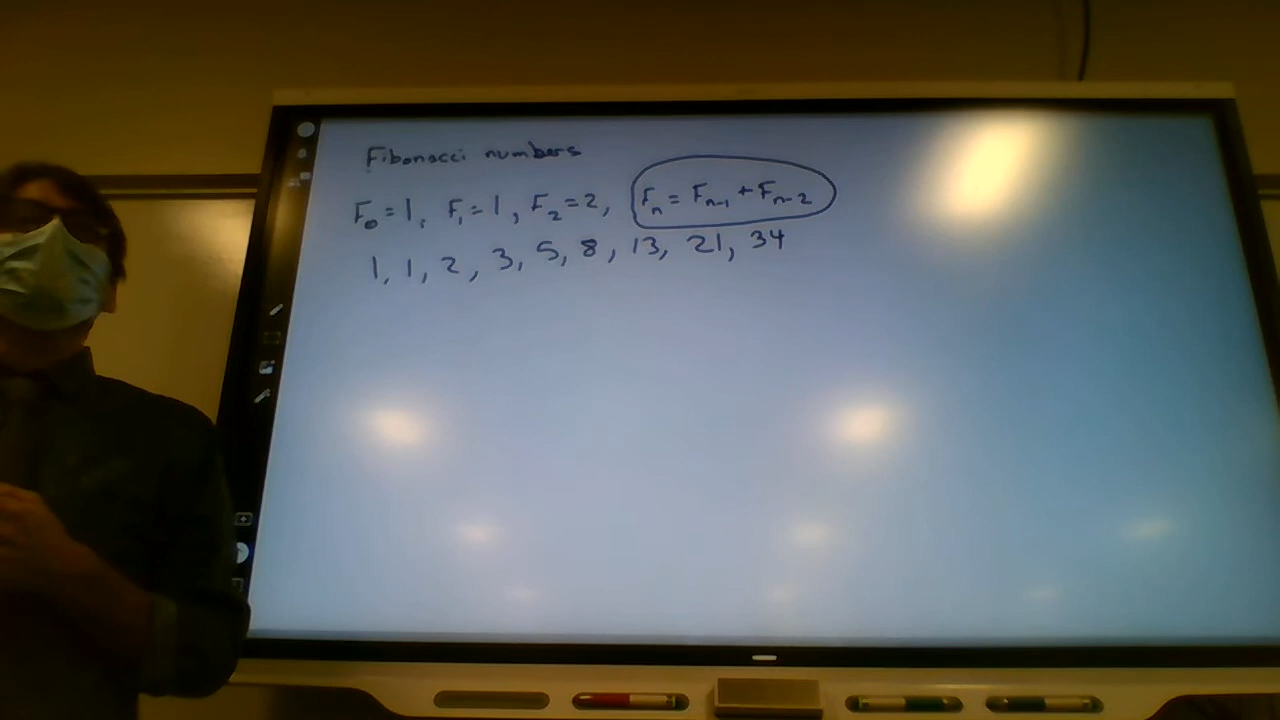 Fibonacci numbers
F₀ = 1, F₁ = 1, F₂ = 2, Fₙ = Fₙ₋₁ + Fₙ₋₂
1, 1, 2, 3, 5, 8, 13, 21, 34